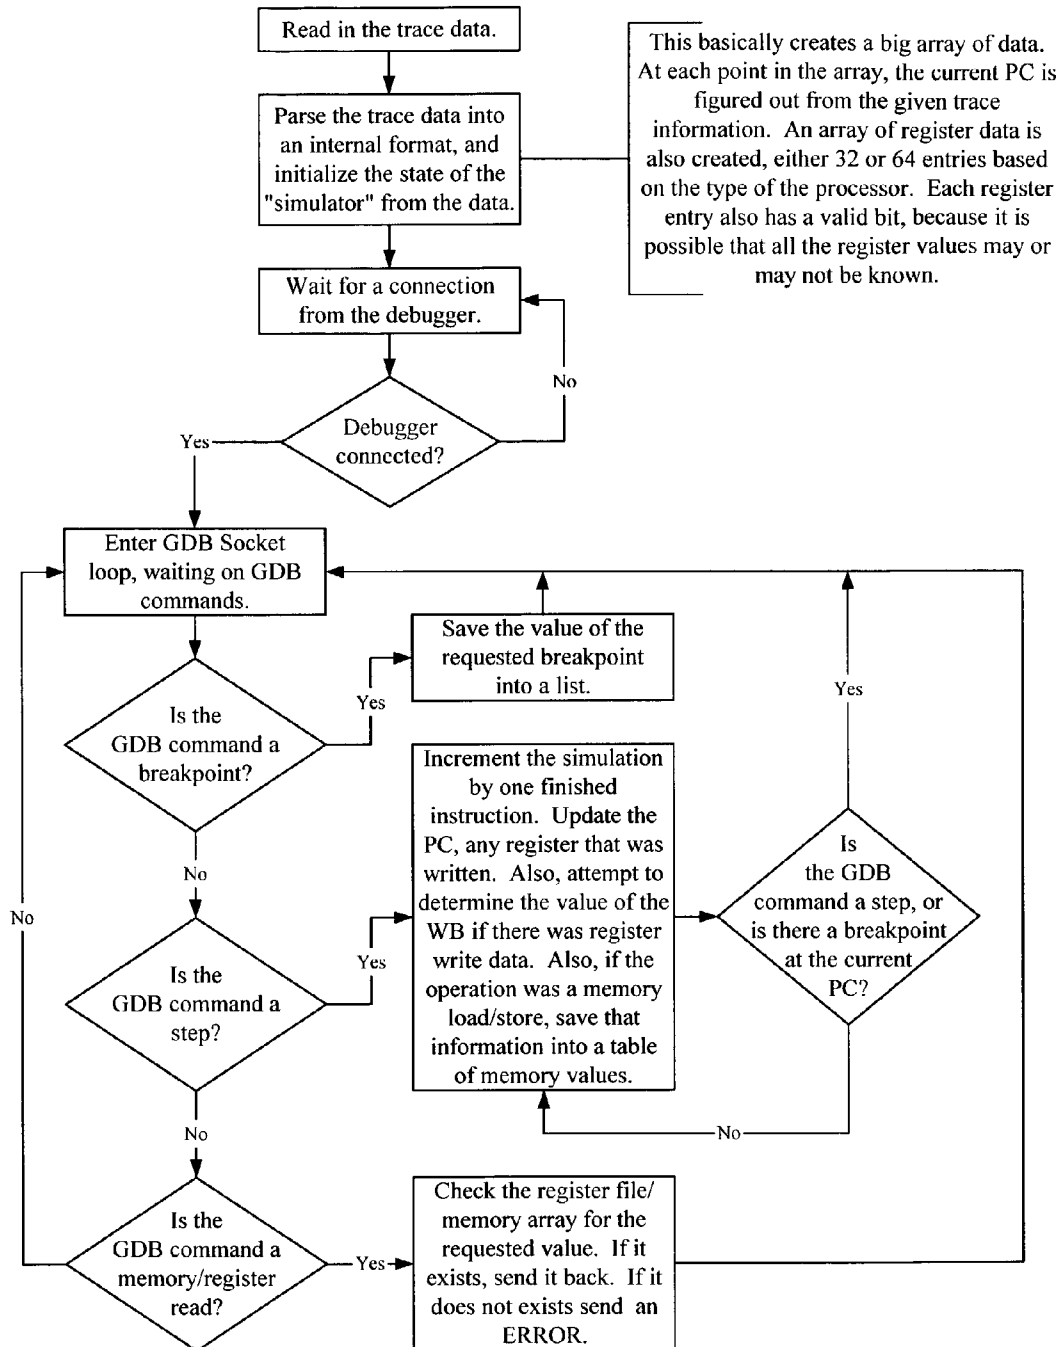 Read in the trace data.
Parse the trace data into
an internal format, and
initialize the state of the
"simulator" from the data.
This basically creates a big array of data.
At each point in the array, the current PC is
figured out from the given trace
information.  An array of register data is
also created, either 32 or 64 entries based
on the type of the processor.  Each register
entry also has a valid bit, because it is
possible that all the register values may or
may not be known.
Wait for a connection
from the debugger.
No
Debugger
connected?
Yes
Enter GDB Socket
loop, waiting on GDB
commands.
Save the value of the
requested breakpoint
into a list.
Yes
Yes
Is the
GDB command a
breakpoint?
No
No
Increment the simulation
by one finished
instruction.  Update the
PC, any register that was
written.  Also, attempt to
determine the value of the
WB if there was register
write data.  Also, if the
operation was a memory
load/store, save that
information into a table
of memory values.
Is
the GDB
command a step, or
is there a breakpoint
at the current
PC?
Is the
GDB command a
step?
Yes
No
No
Is the
GDB command a
memory/register
read?
Yes
Check the register file/
memory array for the
requested value.  If it
exists, send it back.  If it
does not exists send  an
ERROR.